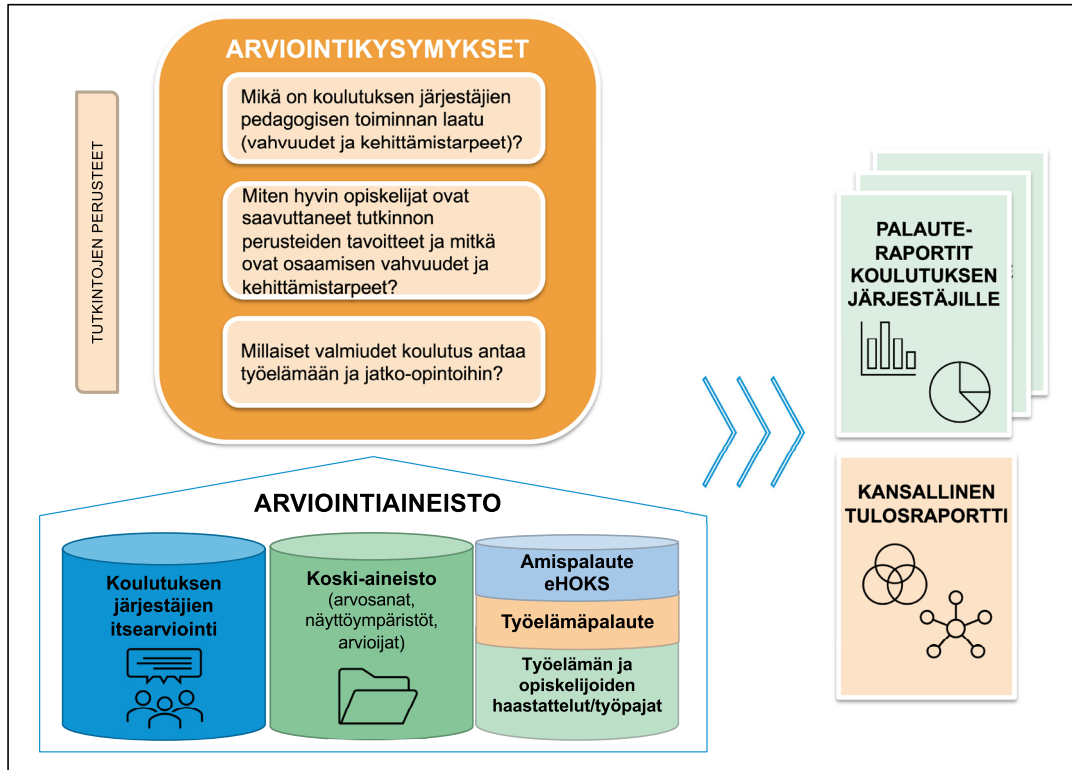 TUTKINTOJEN PERUSTEET
ARVIOINTIKYSYMYKSET
Mikä on koulutuksen järjestäjien
pedagogisen toiminnan laatu
(vahvuudet ja kehittämistarpeet)?
Miten hyvin opiskelijat ovat
saavuttaneet tutkinnon
perusteiden tavoitteet ja mitkä
ovat osaamisen vahvuudet ja
kehittämistarpeet?
Millaiset valmiudet koulutus antaa
työelämään ja jatko-opintoihin?
ARVIOINTIAINEISTO
Koulutuksen
järjestäjien
itsearviointi
Koski-aineisto
(arvosanat,
näyttöympäristöt,
arvioijat)
Amispalaute
eHOKS
Työelämäpalaute
Työelämän ja
opiskelijoiden
haastattelut/työpajat
PALAUTE-
RAPORTIT
KOULUTUKSEN
JÄRJESTÄJILLE
KANSALLINEN
TULOSRAPORTTI